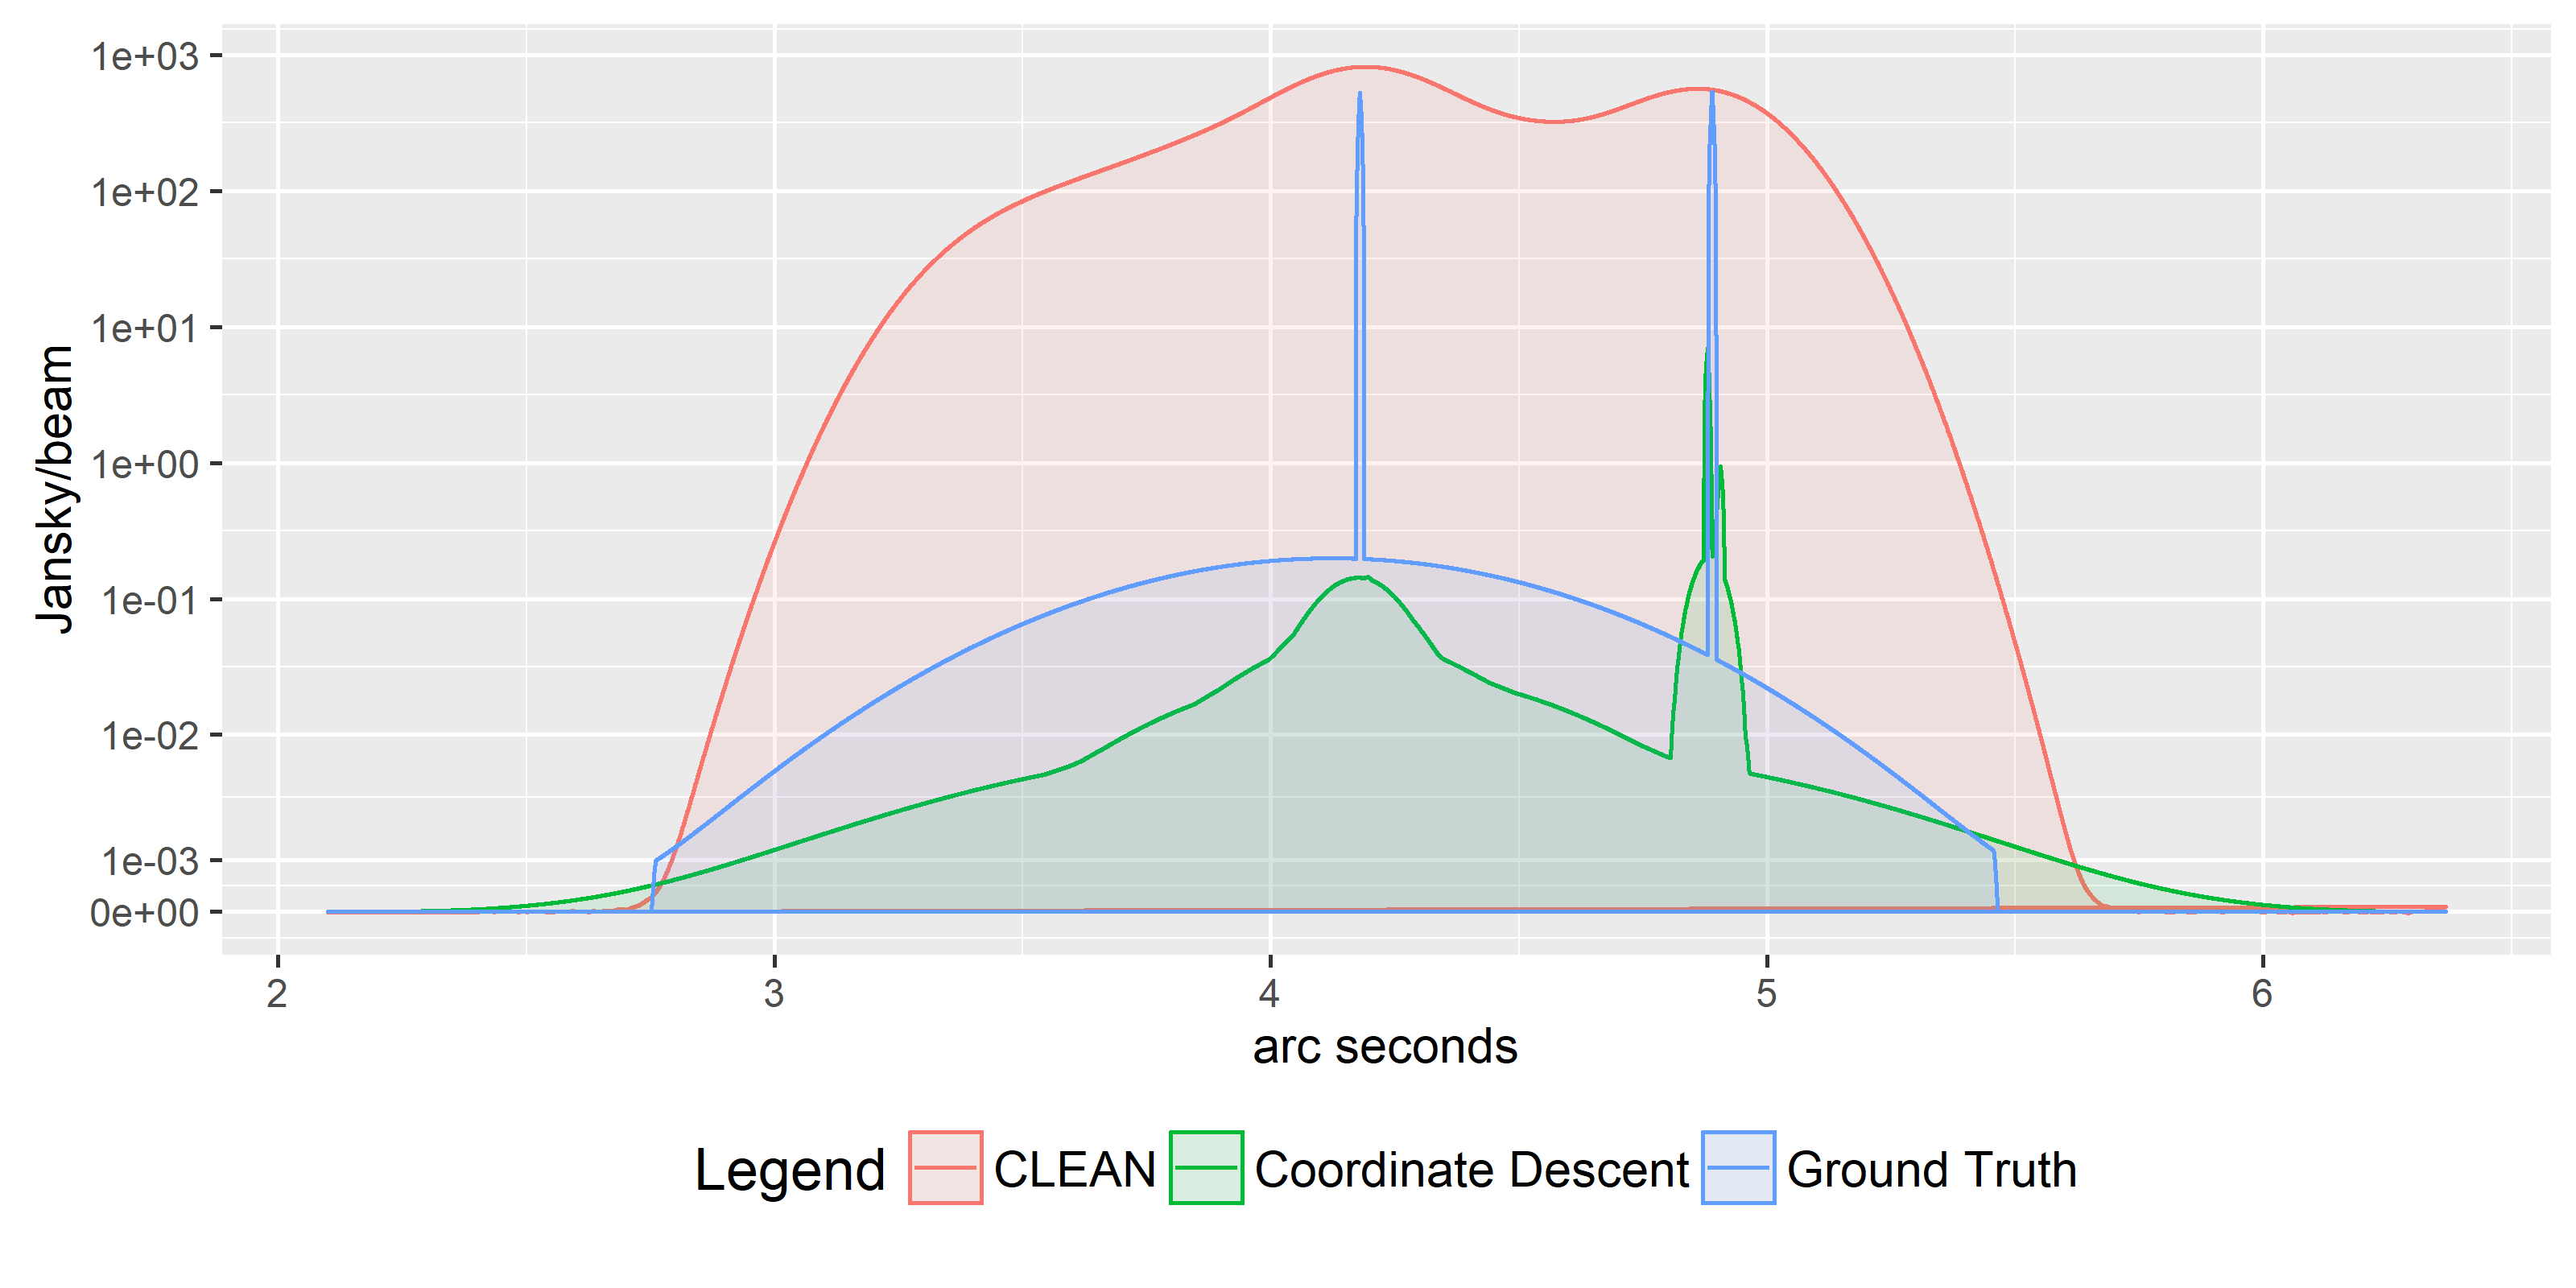 1e+03
1e+02
1e+01
1e+00
1e-01
1e-02
1e-03
0e+00
Jansky/beam
2 3 4 5 6
arc seconds
Legend CLEAN Coordinate Descent Ground Truth